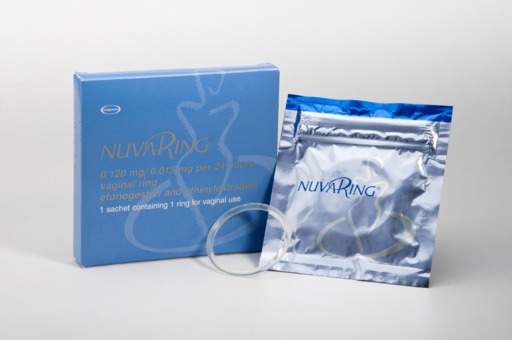 NUVARING®
0.120 mg/ 0.015 mg per 24 hours
vaginal ring
etonogestrel and ethinylestradiol
1 sachet containing 1 ring for vaginal use
NUVARING®